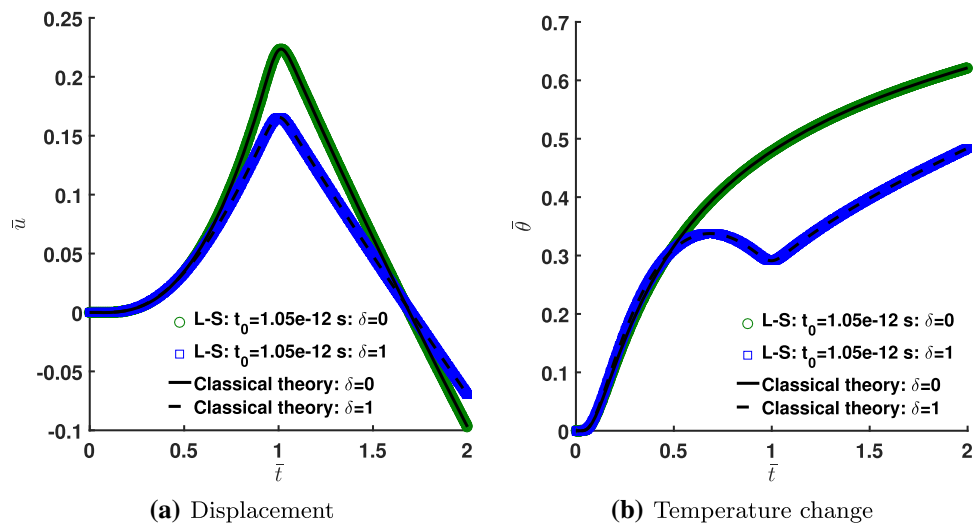 0.25
0.2
0.15
0.1
0.05
0
-0.05
-0.1
ū
L-S: t₀=1.05e-12 s: δ=0
L-S: t₀=1.05e-12 s: δ=1
Classical theory: δ=0
Classical theory: δ=1
0 0.5 1 1.5 2
t̄
(a) Displacement
0.7
0.6
0.5
0.4
0.3
0.2
0.1
0
θ̄
L-S: t₀=1.05e-12 s: δ=0
L-S: t₀=1.05e-12 s: δ=1
Classical theory: δ=0
Classical theory: δ=1
0 0.5 1 1.5 2
t̄
(b) Temperature change